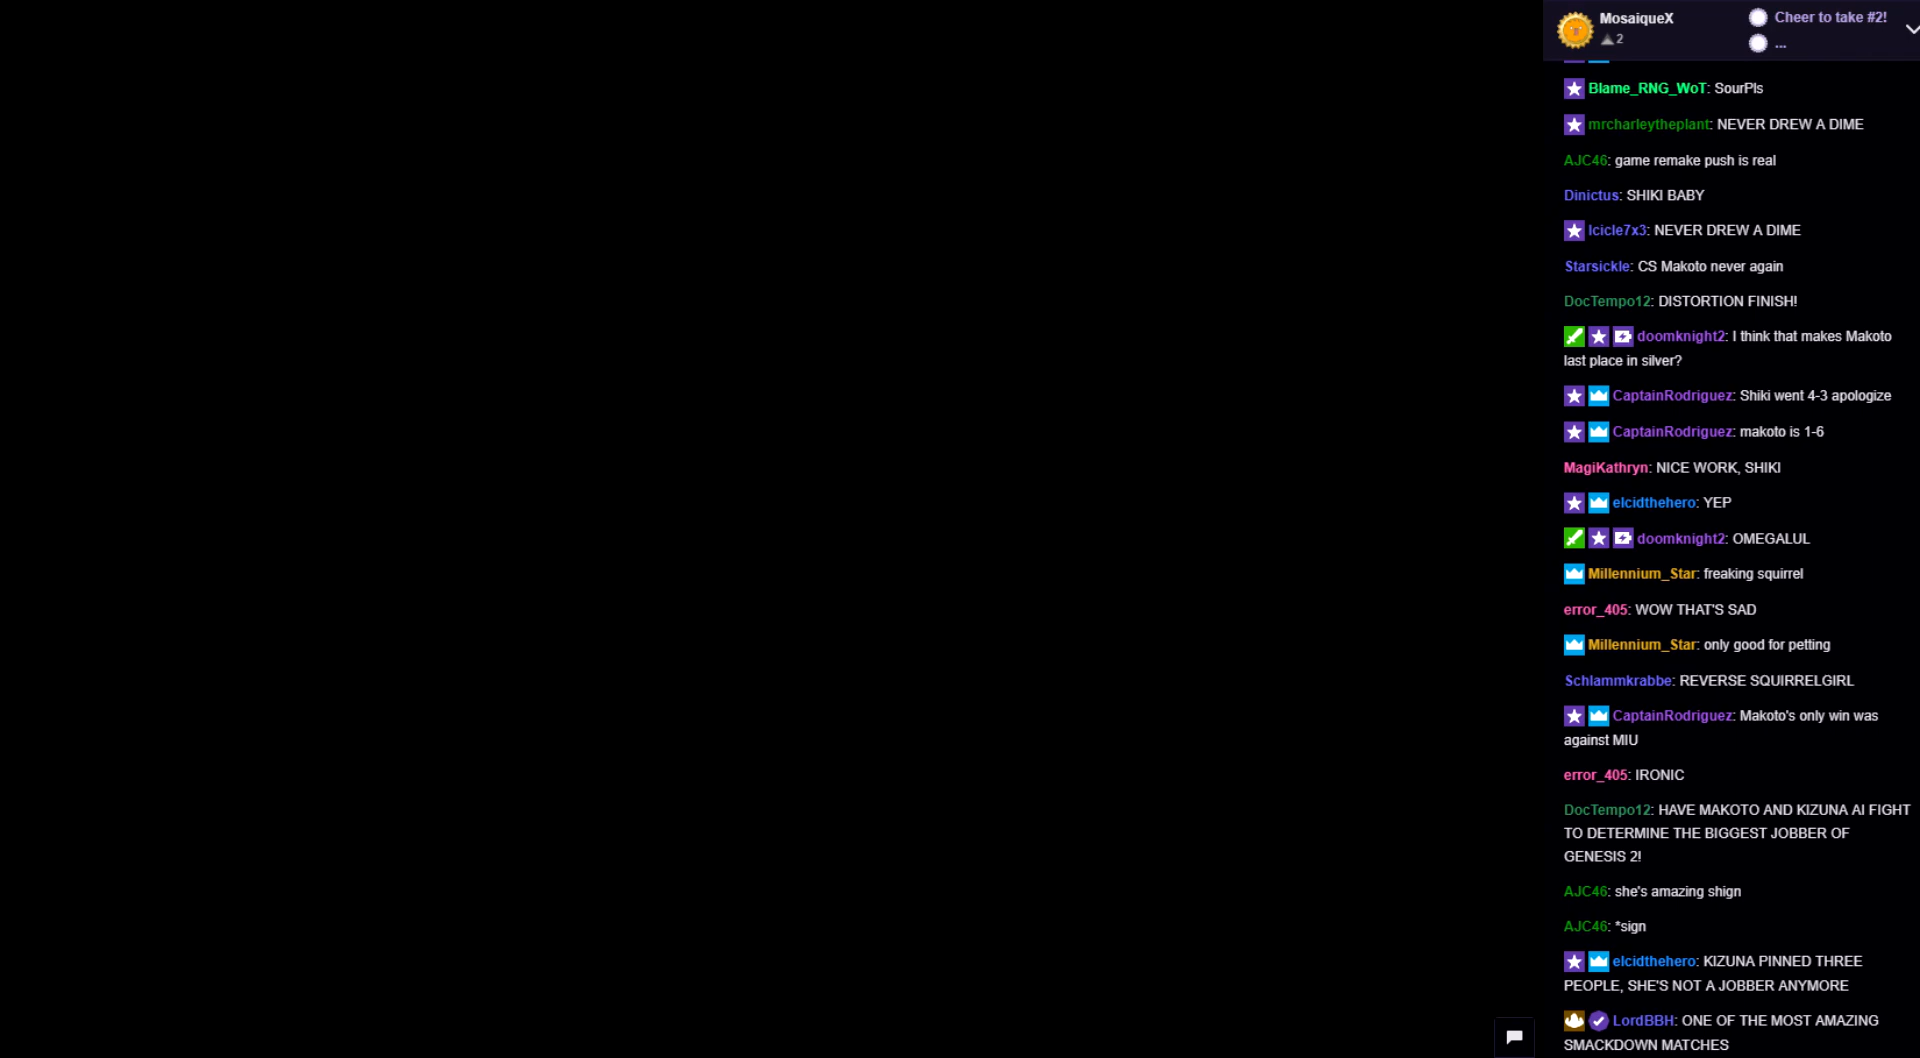 MosaiqueX
2
Cheer to take #2!
...
Blame_RNG_WoT: SourPls
mrcharleytheplant: NEVER DREW A DIME
AJC46: game remake push is real
Dinictus: SHIKI BABY
Icicle7x3: NEVER DREW A DIME
Starsickle: CS Makoto never again
DocTempo12: DISTORTION FINISH!
doomknight2: I think that makes Makoto
last place in silver?
CaptainRodriguez: Shiki went 4-3 apologize
CaptainRodriguez: makoto is 1-6
MagiKathryn: NICE WORK, SHIKI
elcidthehero: YEP
doomknight2: OMEGALUL
Millennium_Star: freaking squirrel
error_405: WOW THAT'S SAD
Millennium_Star: only good for petting
Schlammkrabbe: REVERSE SQUIRRELGIRL
CaptainRodriguez: Makoto's only win was
against MIU
error_405: IRONIC
DocTempo12: HAVE MAKOTO AND KIZUNA AI FIGHT
TO DETERMINE THE BIGGEST JOBBER OF
GENESIS 2!
AJC46: she's amazing shign
AJC46: *sign
elcidthehero: KIZUNA PINNED THREE
PEOPLE, SHE'S NOT A JOBBER ANYMORE
LordBBH: ONE OF THE MOST AMAZING
SMACKDOWN MATCHES